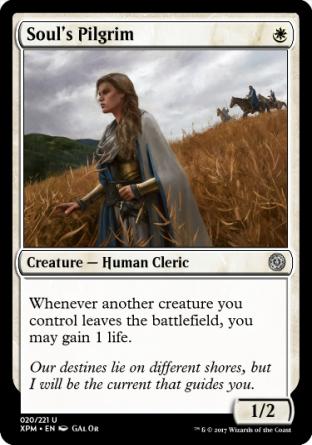 Soul's Pilgrim
Creature — Human Cleric
Whenever another creature you
control leaves the battlefield, you
may gain 1 life.
Our destines lie on different shores, but
I will be the current that guides you.
1/2
020/221 U
XPM • EN GAL OR
™ & © 2017 Wizards of the Coast